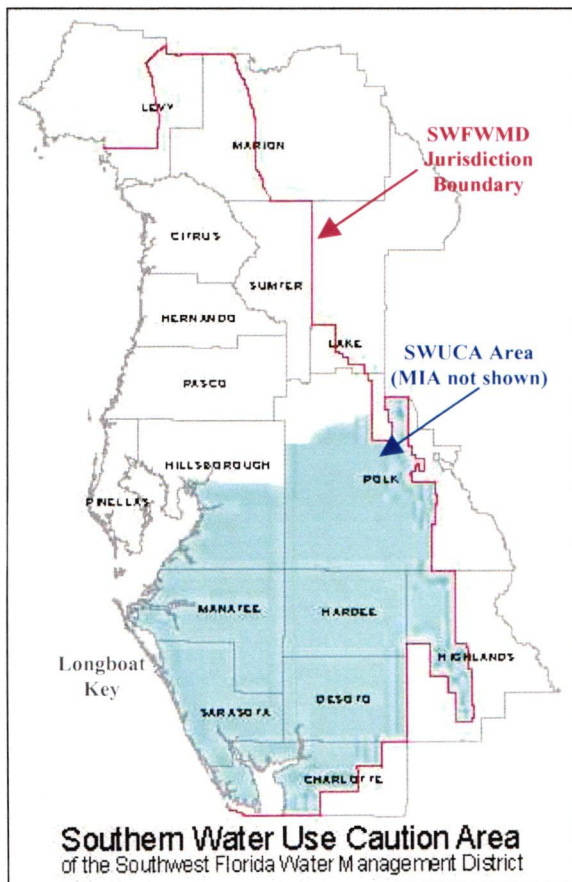 LEVY
MARION
SWFWMD
Jurisdiction
Boundary
CITRUS
SUMTER
HERNANDO
LAKE
SWUCA Area
(MIA not shown)
PASCO
HILLSBOROUGH
POLK
PINELLAS
MANATEE
HARDEE
Longboat
Key
HIGHLANDS
DESOTO
SARASOTA
CHARLOTTE
Southern Water Use Caution Area
of the Southwest Florida Water Management District